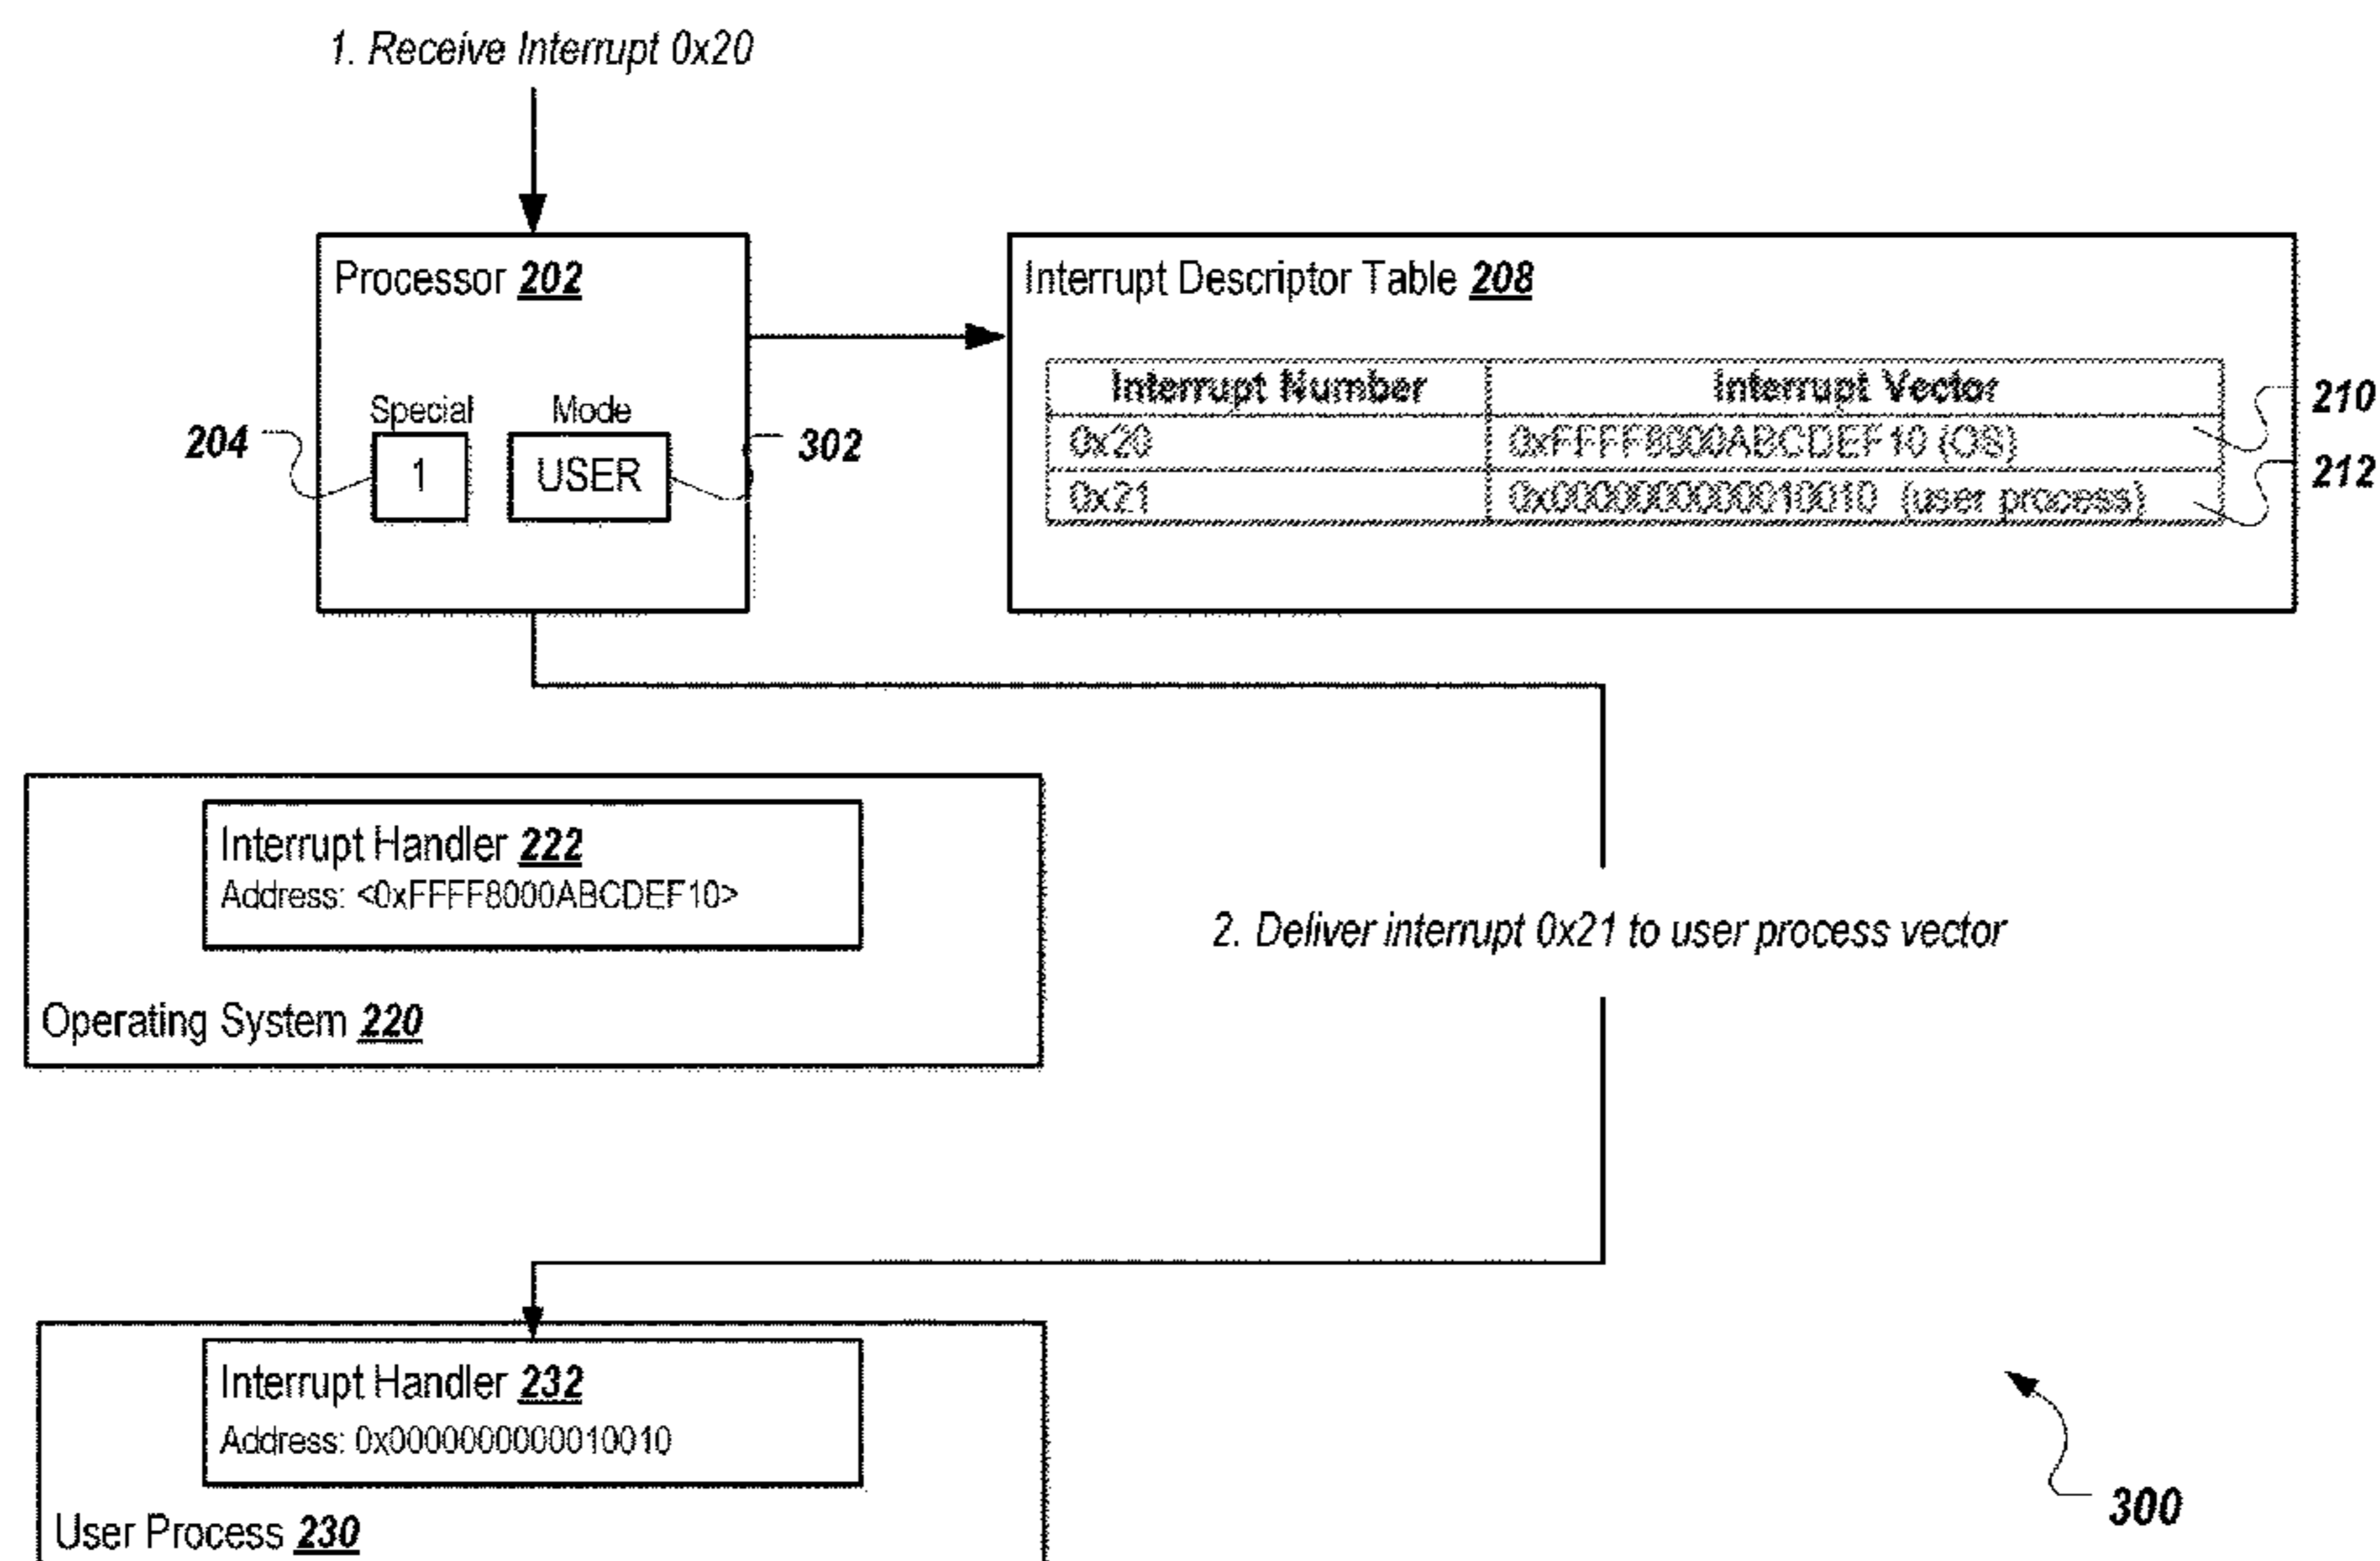 1. Receive Interrupt 0x20
Processor 202
Special Mode
204
1
USER
302
Interrupt Descriptor Table 208
Interrupt Number Interrupt Vector
0x20 0xFFFF8000ABCDEF10 (OS)
210
0x21 0x0000000000010010 (user process)
212
Interrupt Handler 222
Address: <0xFFFF8000ABCDEF10>
Operating System 220
2. Deliver interrupt 0x21 to user process vector
Interrupt Handler 232
Address: 0x0000000000010010
User Process 230
300